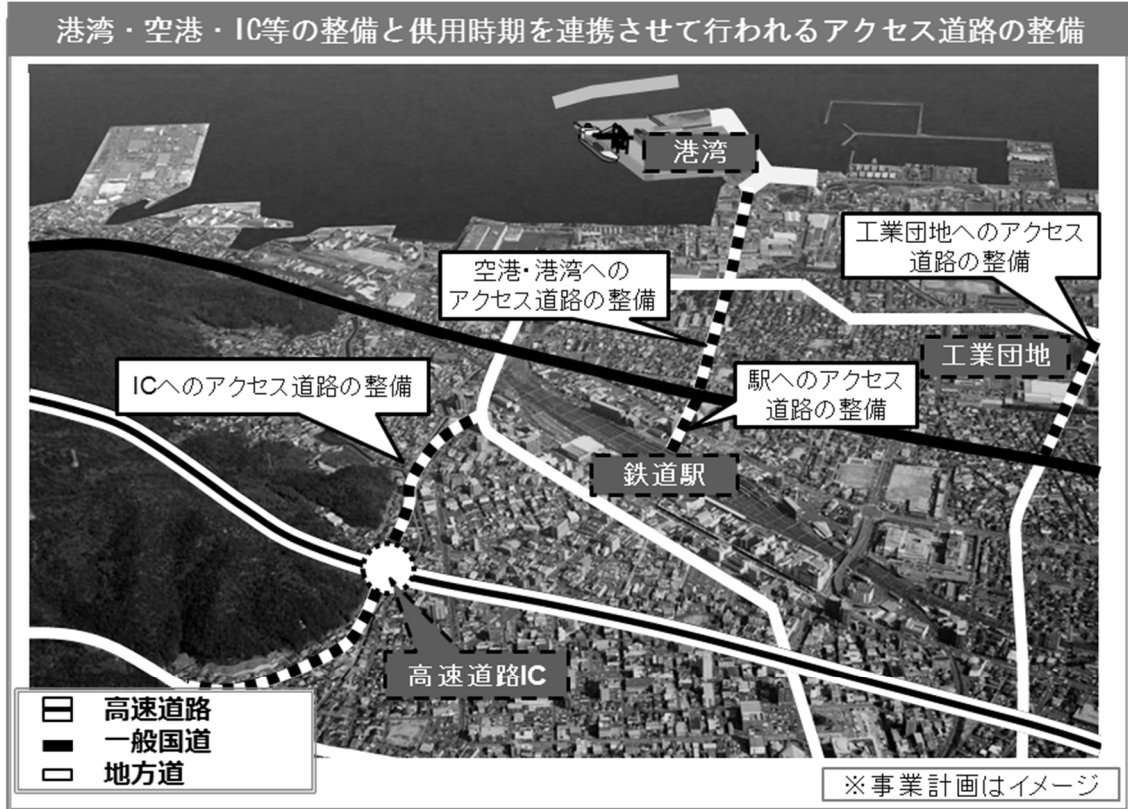 港湾・空港・IC等の整備と供用時期を連携させて行われるアクセス道路の整備
港湾
工業団地へのアクセス
道路の整備
空港・港湾への
アクセス道路の整備
工業団地
ICへのアクセス道路の整備
駅へのアクセス
道路の整備
鉄道駅
高速道路IC
高速道路
一般国道
地方道
※事業計画はイメージ